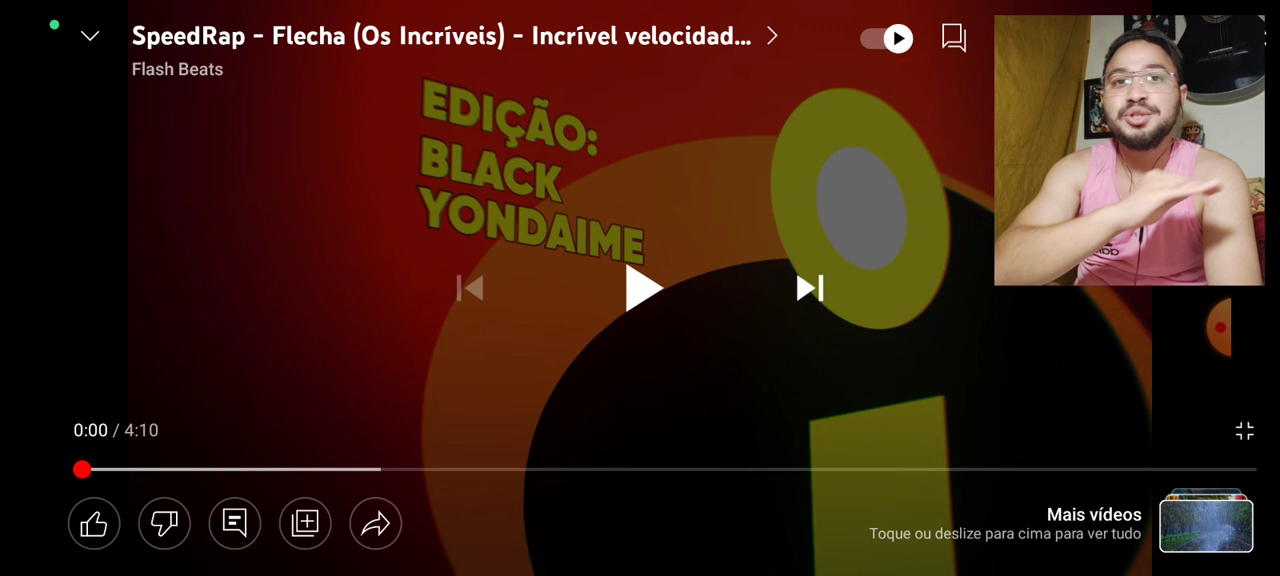 SpeedRap - Flecha (Os Incríveis) - Incrível velocidad...
Flash Beats
EDIÇÃO:
BLACK
YONDAIME
0:00 / 4:10
Mais vídeos
Toque ou deslize para cima para ver tudo